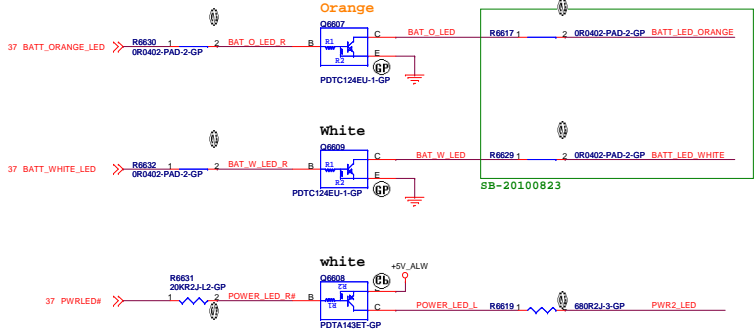 Orange
Q6607
37 BATT_ORANGE_LED R6630 1 2 BAT_O_LED_R B R1 R2 C BAT_O_LED R6617 1 2 0R0402-PAD-2-GP BATT_LED_ORANGE
0R0402-PAD-2-GP
E
GP
PDTC124EU-1-GP
White
Q6609
37 BATT_WHITE_LED R6632 1 2 BAT_W_LED_R B R1 R2 C BAT_W_LED R6629 1 2 0R0402-PAD-2-GP BATT_LED_WHITE
0R0402-PAD-2-GP
E
GP
PDTC124EU-1-GP
SB-20100823
white
Q6608
+5V_ALW
R6631
20KR2J-L2-GP
R2
GP
E
37 PWRLED# 1 2 POWER_LED_R# B R1 C POWER_LED_L R6619 1 2 680R2J-3-GP PWR2_LED
PDTA143ET-GP